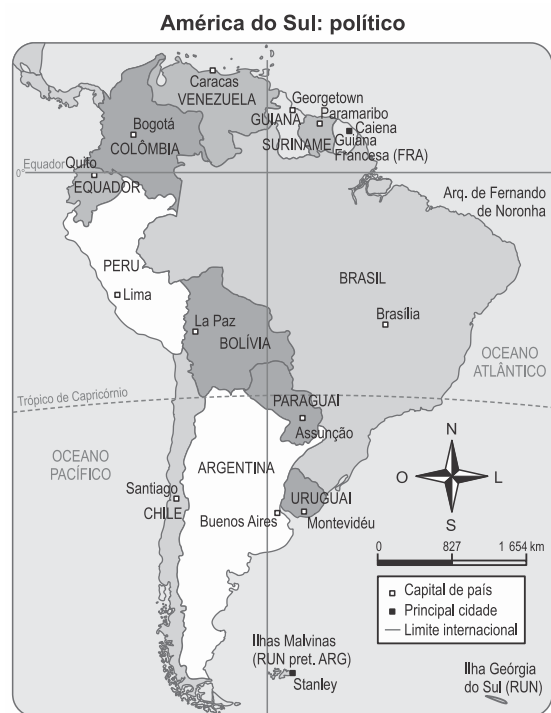 América do Sul: político
Caracas
VENEZUELA
Georgetown
Paramaribo
GUIANA
Caiena
Bogotá
COLÔMBIA
SURINAME
Guiana
Francesa (FRA)
Equador
0°
Quito
EQUADOR
Arq. de Fernando
de Noronha
PERU
Lima
BRASIL
Brasília
La Paz
BOLÍVIA
OCEANO
ATLÂNTICO
Trópico de Capricórnio
PARAGUAI
Assunção
OCEANO
PACÍFICO
ARGENTINA
Santiago
CHILE
URUGUAI
Buenos Aires
Montevidéu
N
O
L
S
0 827 1 654 km
Capital de país
Principal cidade
Limite internacional
Ilhas Malvinas
(RUN pret. ARG)
Stanley
Ilha Geórgia
do Sul (RUN)